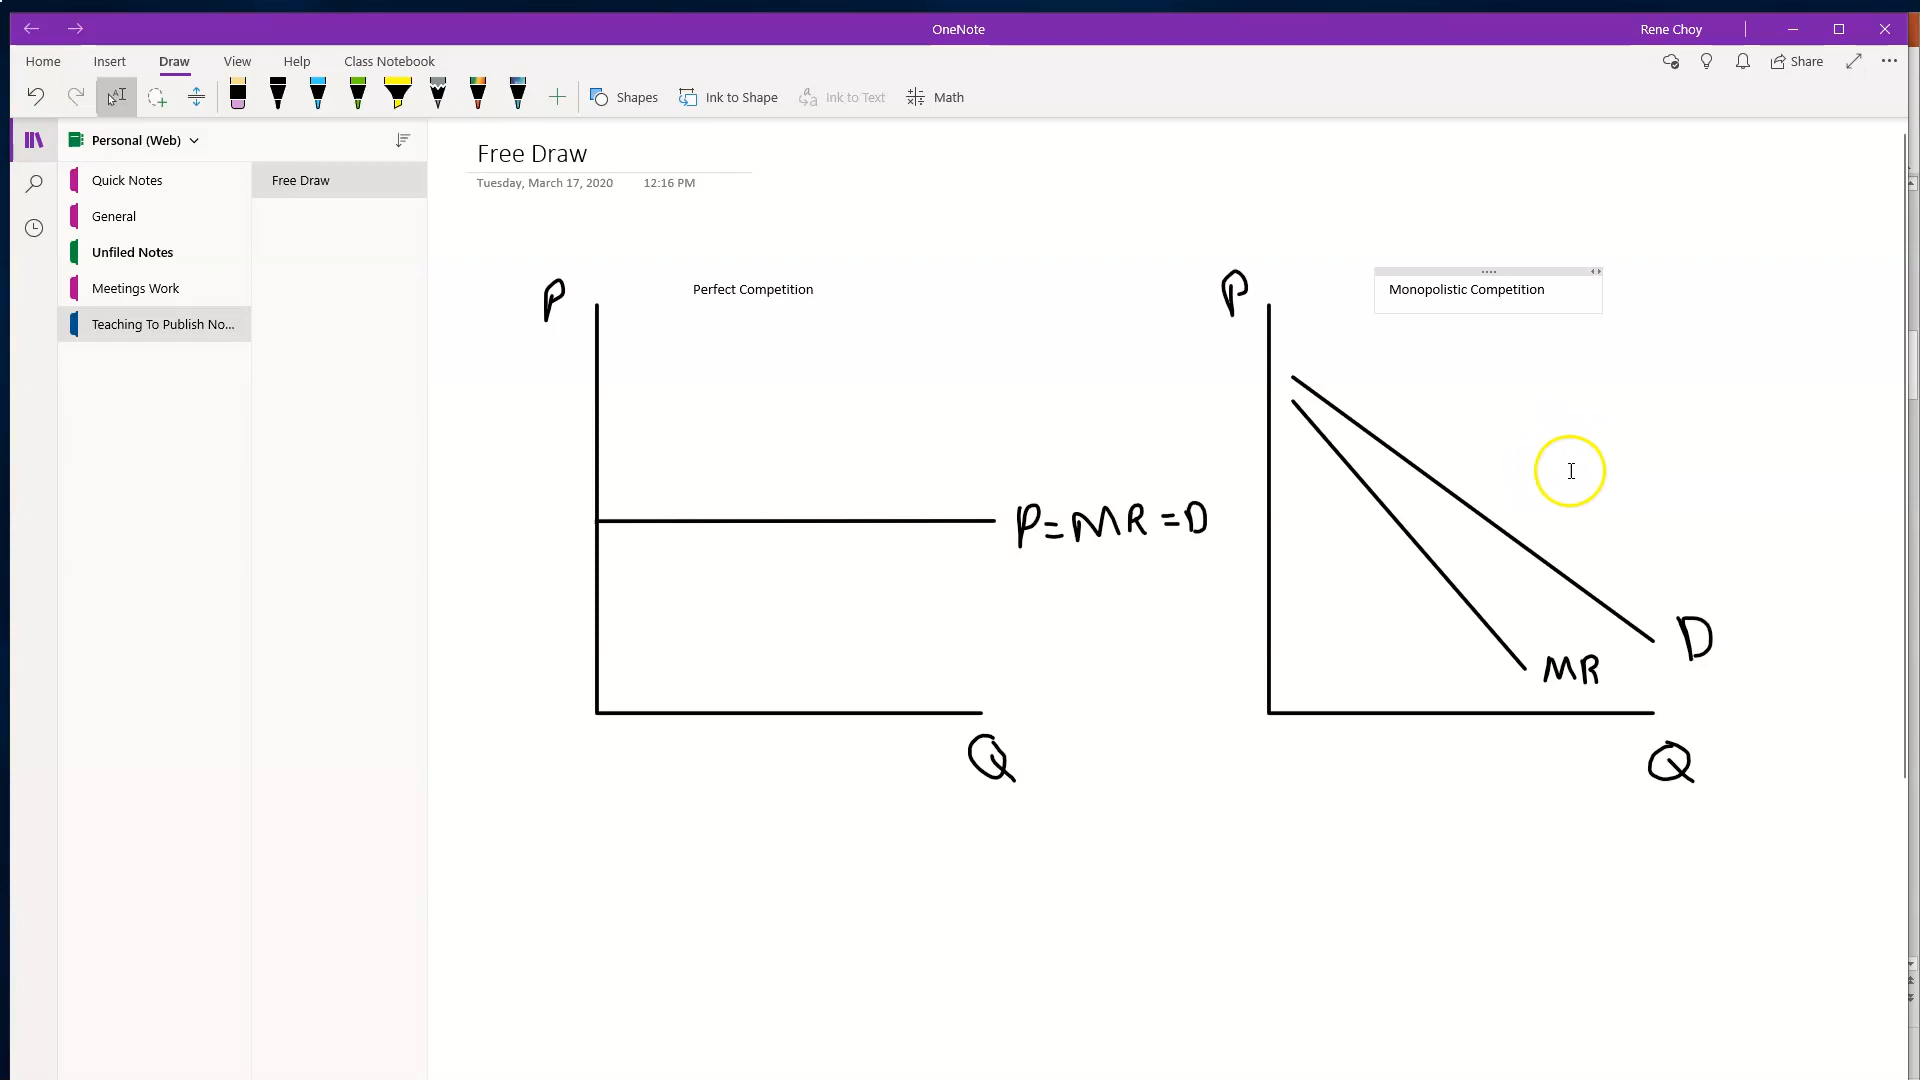 OneNote
Rene Choy
Home Insert Draw View Help Class Notebook
Share
Shapes Ink to Shape Ink to Text Math
Personal (Web)
Quick Notes
General
Unfiled Notes
Meetings Work
Teaching To Publish No...
Free Draw
Free Draw
Tuesday, March 17, 2020 12:16 PM
P
Perfect Competition
P=MR=D
Q
P
Monopolistic Competition
D
MR
Q